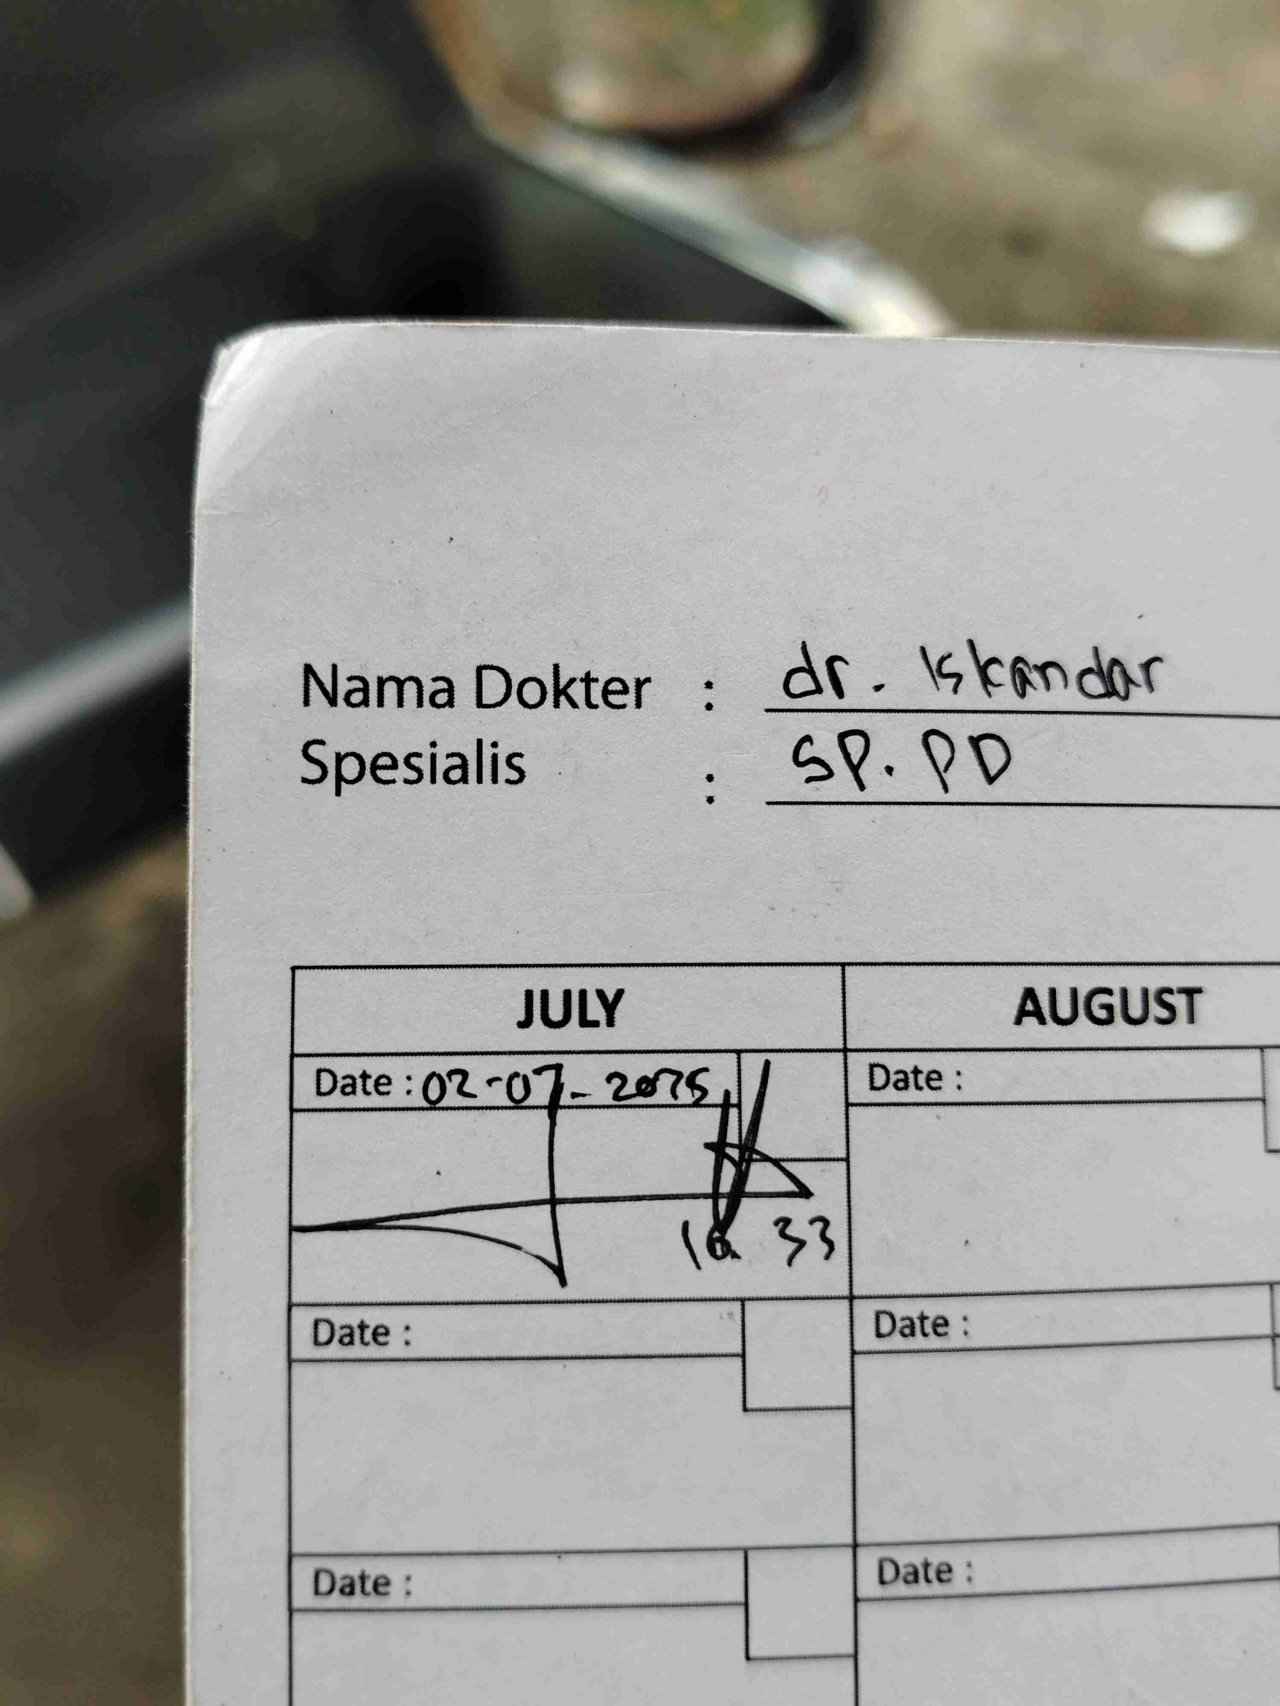 Nama Dokter : dr. Iskandar
Spesialis : SP. PD
JULY AUGUST
Date : 02-07-2025 Date :
16 33
Date : Date :
Date : Date :